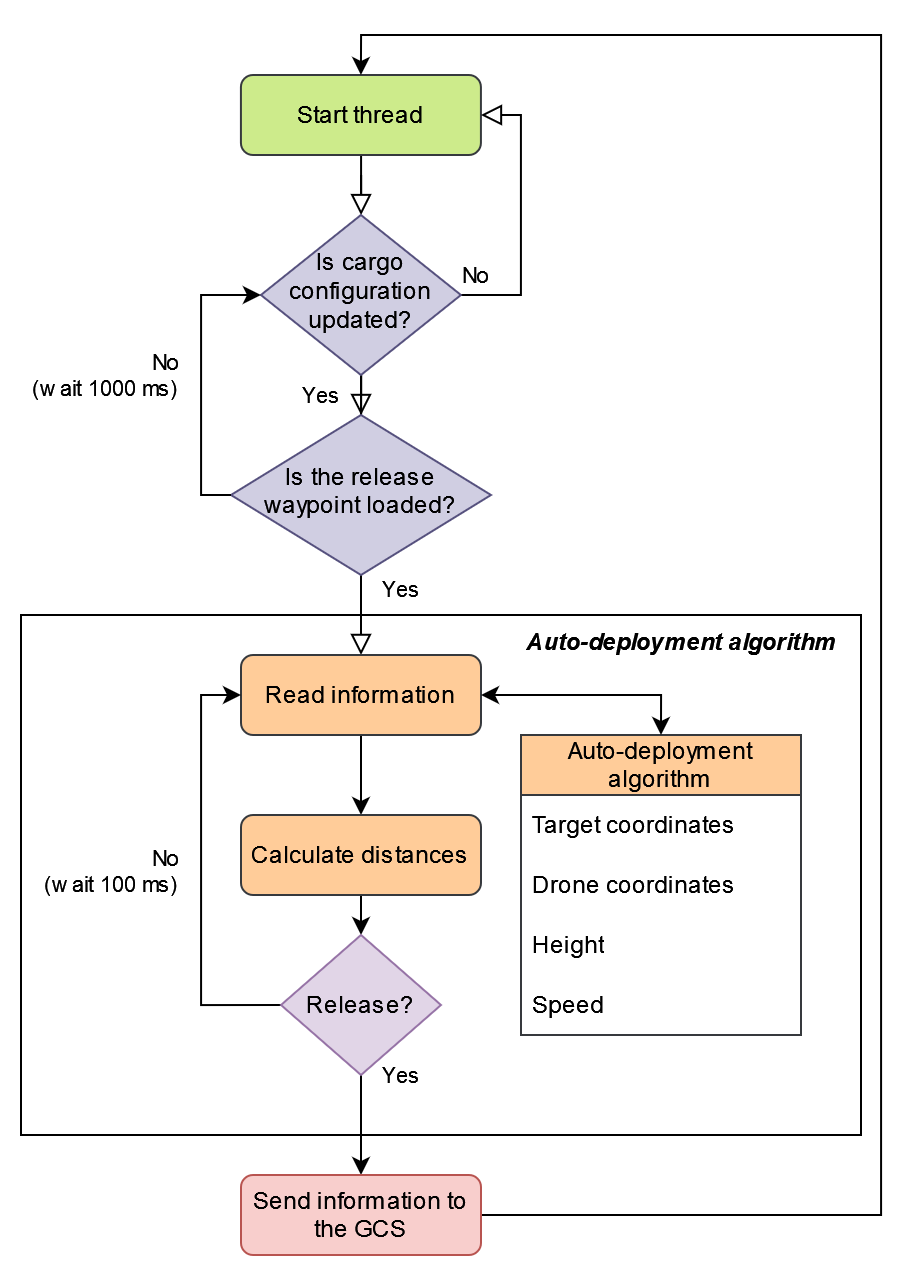 Start thread
Is cargo
configuration
updated?
No
No
(wait 1000 ms)
Yes
Is the release
waypoint loaded?
Yes
Auto-deployment algorithm
Read information
Auto-deployment
algorithm
Target coordinates
Drone coordinates
Height
Speed
Calculate distances
No
(wait 100 ms)
Release?
Yes
Send information to
the GCS